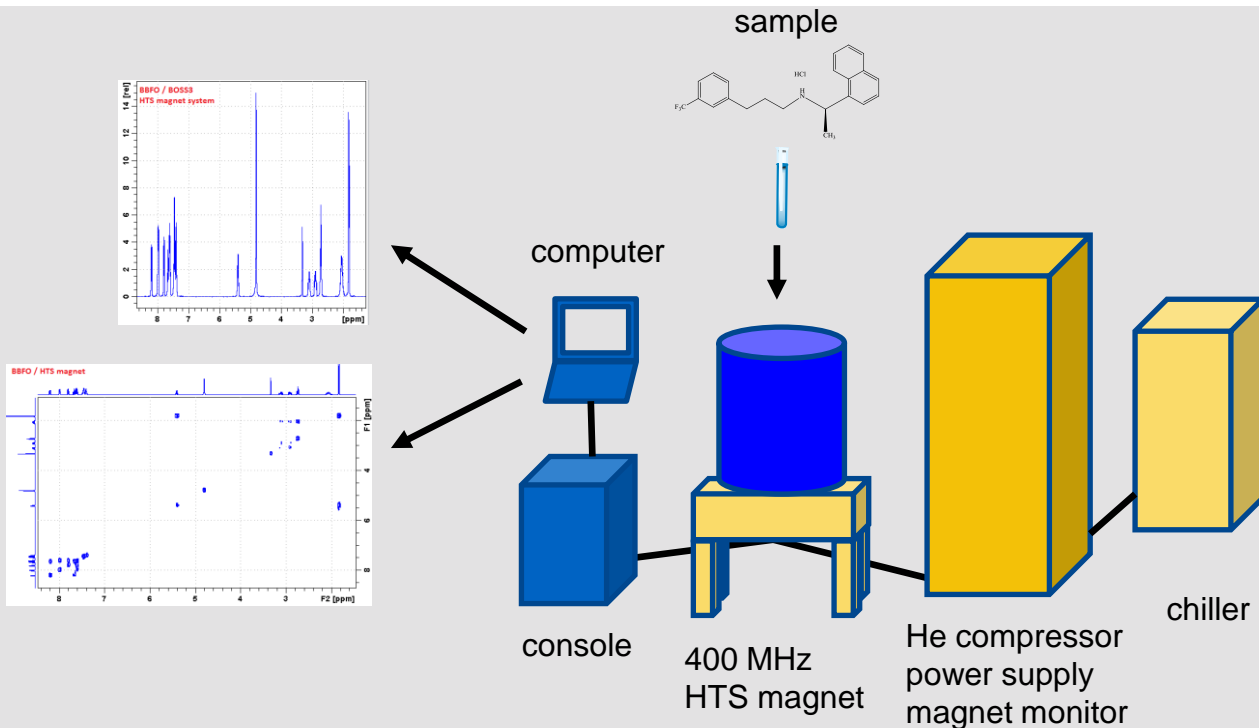 sample
HCl
H
N
F₃C
CH₃
BBFO / BOSS3
HTS magnet system
[rel]
14
12
10
8
6
4
2
0
8
7
6
5
4
3
[ppm]
computer
BBFO / HTS magnet
F1 [ppm]
4
6
8
8
7
6
5
4
3
F2 [ppm]
console
400 MHz
HTS magnet
He compressor
power supply
magnet monitor
chiller